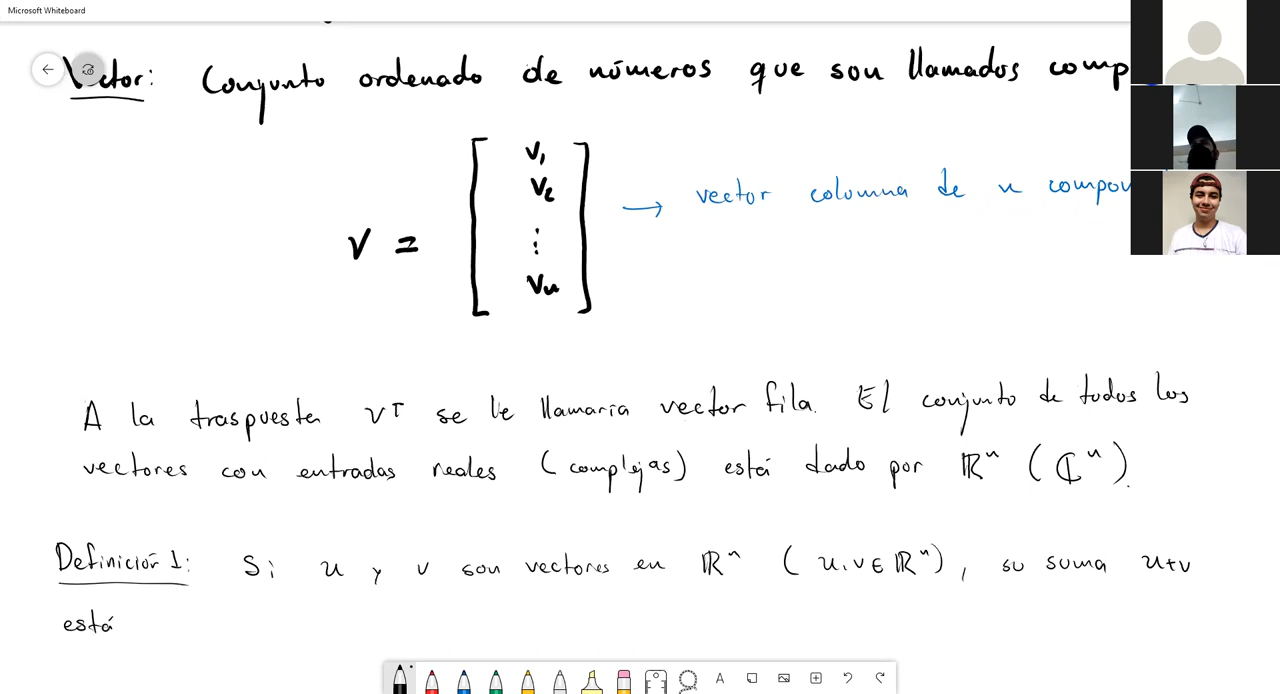 Microsoft Whiteboard
Vector: Conjunto ordenado de números que son llamados comp
v = [ v₁ v₂ ⋮ vₙ ] → vector columna de n compon
A la traspuesta vᵀ se le llamaría vector fila. El conjunto de todos los
vectores con entradas reales (complejas) está dado por ℝⁿ (ℂⁿ).
Definición 1: Si u y v son vectores en ℝⁿ (u,v ∈ ℝⁿ), su suma u+v
está